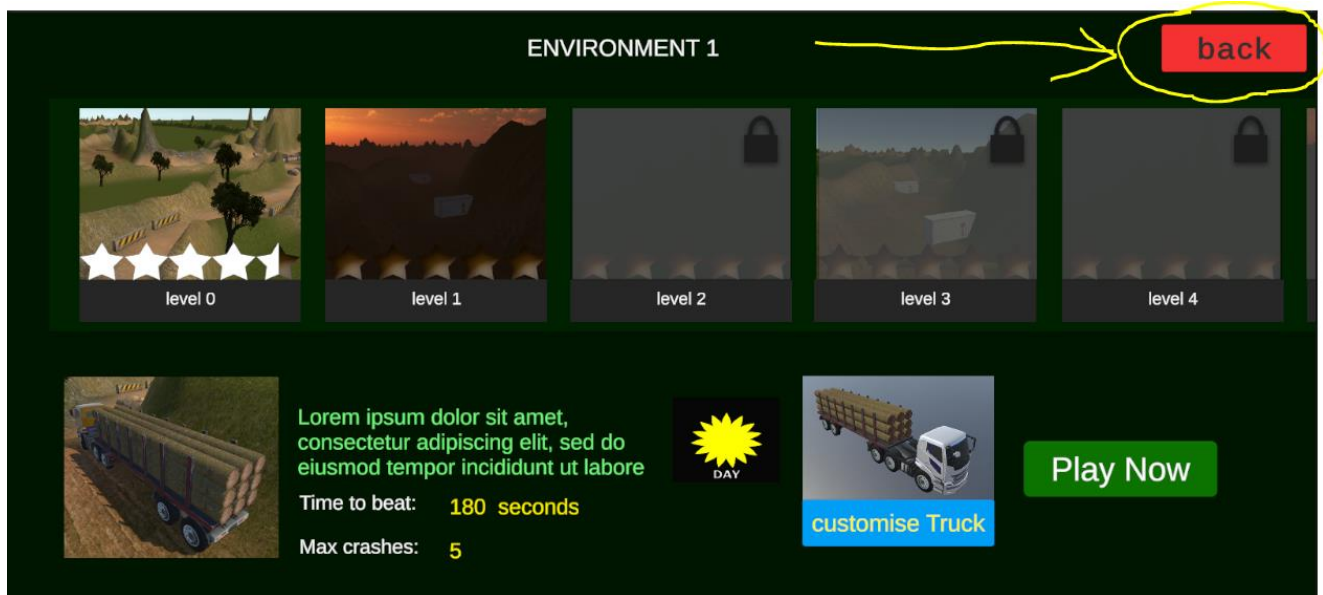 ENVIRONMENT 1
back
level 0
level 1
level 2
level 3
level 4
Lorem ipsum dolor sit amet,
consectetur adipiscing elit, sed do
eiusmod tempor incididunt ut labore
Time to beat: 180 seconds
Max crashes: 5
DAY
customise Truck
Play Now